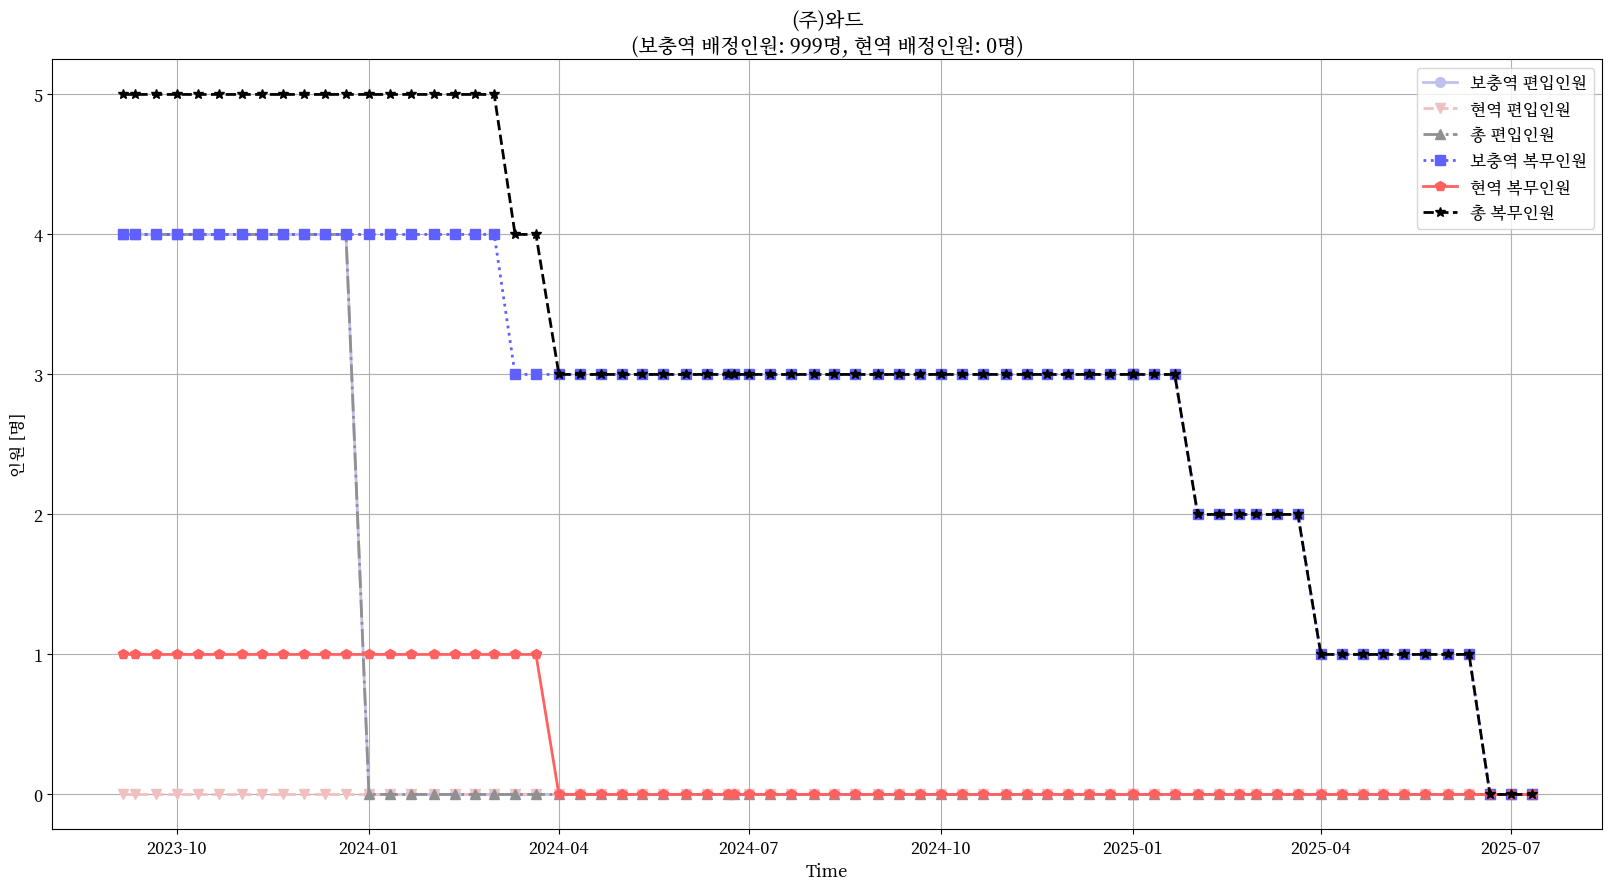 (주)와드
(보충역 배정인원: 999명, 현역 배정인원: 0명)
보충역 편입인원
현역 편입인원
총 편입인원
보충역 복무인원
현역 복무인원
총 복무인원
인원 [명]
5
4
3
2
1
0
2023-10
2024-01
2024-04
2024-07
2024-10
2025-01
2025-04
2025-07
Time